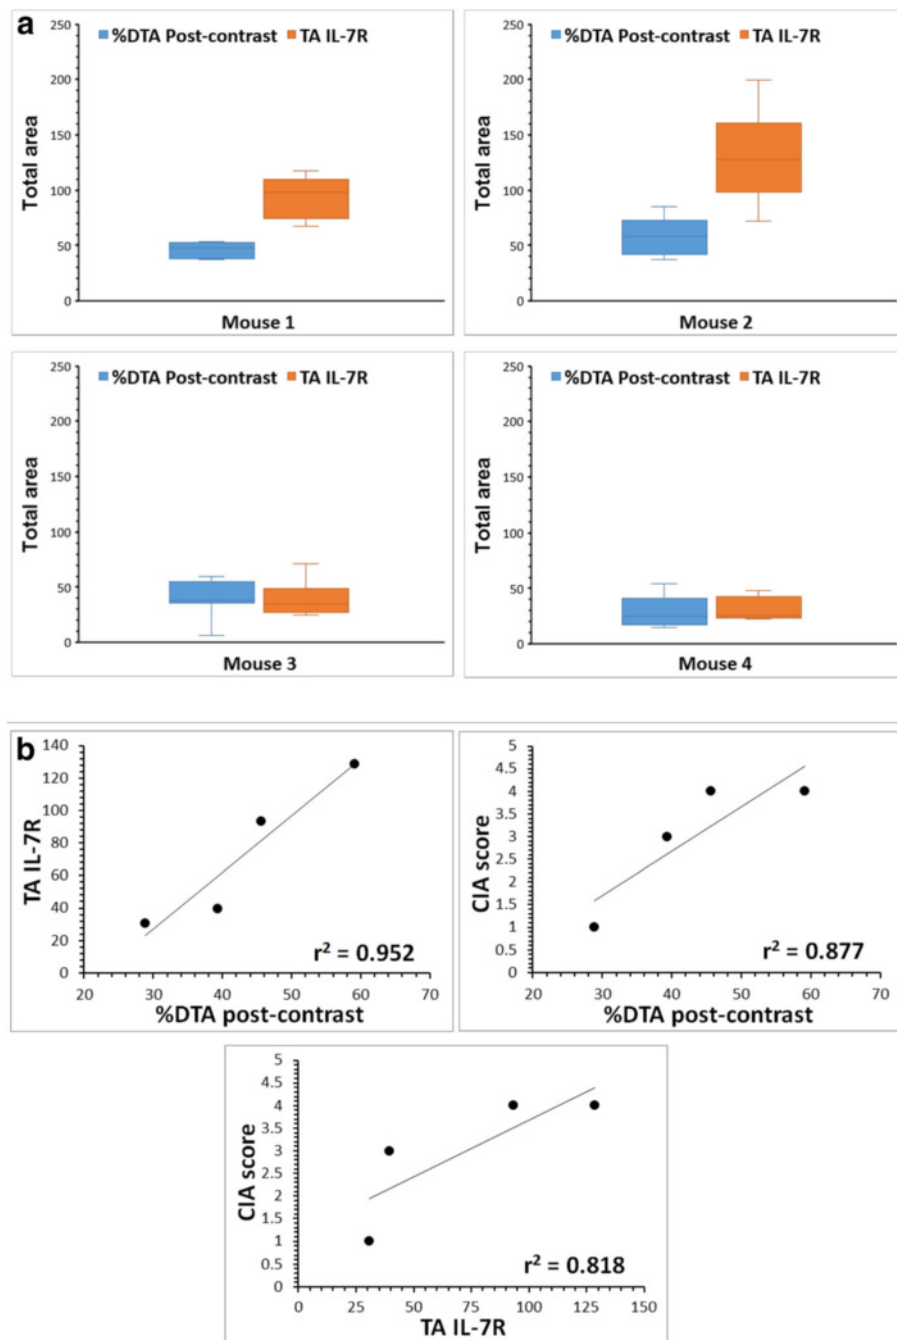 a
%DTA Post-contrast TA IL-7R
250
200
150
100
50
0
Total area
Mouse 1
%DTA Post-contrast TA IL-7R
250
200
150
100
50
0
Total area
Mouse 2
%DTA Post-contrast TA IL-7R
250
200
150
100
50
0
Total area
Mouse 3
%DTA Post-contrast TA IL-7R
250
200
150
100
50
0
Total area
Mouse 4
b
140
120
100
80
60
40
20
0
TA IL-7R
r² = 0.952
20 30 40 50 60 70
%DTA post-contrast
5
4.5
4
3.5
3
2.5
2
1.5
1
0.5
0
CIA score
r² = 0.877
20 30 40 50 60 70
%DTA post-contrast
5
4.5
4
3.5
3
2.5
2
1.5
1
0.5
0
CIA score
r² = 0.818
0 25 50 75 100 125 150
TA IL-7R